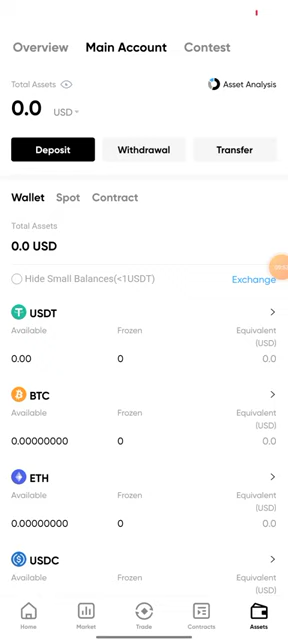 Overview Main Account Contest
Total Assets Asset Analysis
0.0 USD
Deposit Withdrawal Transfer
Wallet Spot Contract
Total Assets
0.0 USD
Hide Small Balances(<1USDT) Exchange
USDT
Available Frozen Equivalent
(USD)
0.00 0 0.0
BTC
Available Frozen Equivalent
(USD)
0.00000000 0 0.0
ETH
Available Frozen Equivalent
(USD)
0.00000000 0 0.0
USDC
Available Frozen Equivalent
(USD)
Home Market Trade Contracts Assets